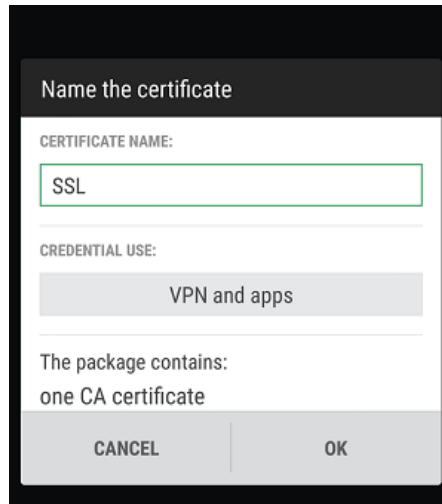 Name the certificate
CERTIFICATE NAME:
SSL
CREDENTIAL USE:
VPN and apps
The package contains:
one CA certificate
CANCEL
OK